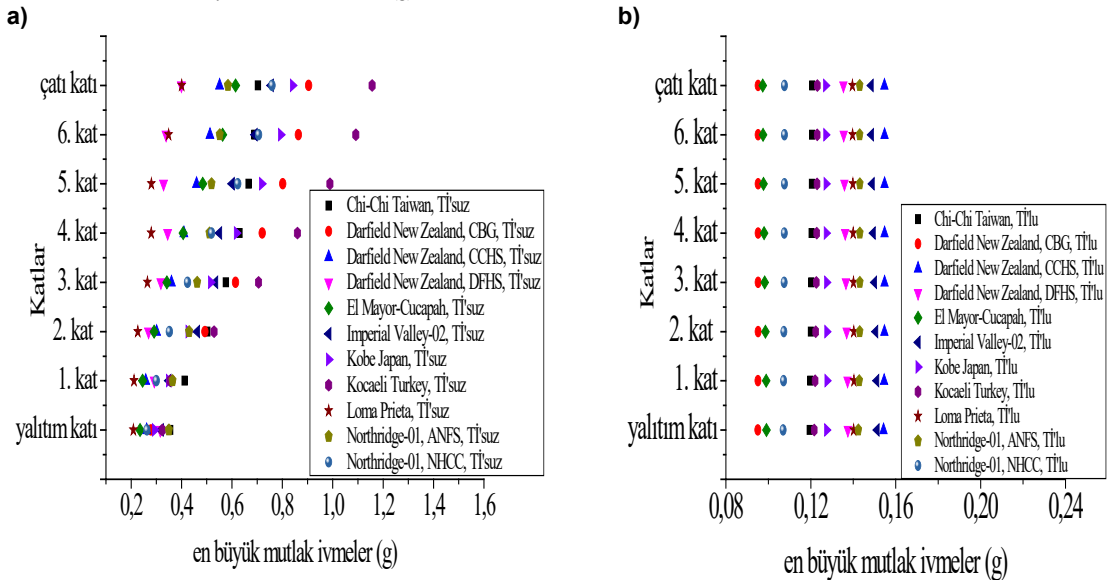 a)
çatı katı
6. kat
5. kat
4. kat
3. kat
2. kat
1. kat
yalıtım katı
Katlar
Chi-Chi Taiwan, Tİ'suz
Darfield New Zealand, CBG, Tİ'suz
Darfield New Zealand, CCHS, Tİ'suz
Darfield New Zealand, DFHS, Tİ'suz
El Mayor-Cucapah, Tİ'suz
Imperial Valley-02, Tİ'suz
Kobe Japan, Tİ'suz
Kocaeli Turkey, Tİ'suz
Loma Prieta, Tİ'suz
Northridge-01, ANFS, Tİ'suz
Northridge-01, NHCC, Tİ'suz
0,2 0,4 0,6 0,8 1,0 1,2 1,4 1,6
en büyük mutlak ivmeler (g)
b)
çatı katı
6. kat
5. kat
4. kat
3. kat
2. kat
1. kat
yalıtım katı
Katlar
Chi-Chi Taiwan, Tİ'lu
Darfield New Zealand, CBG, Tİ'lu
Darfield New Zealand, CCHS, Tİ'lu
Darfield New Zealand, DFHS, Tİ'lu
El Mayor-Cucapah, Tİ'lu
Imperial Valley-02, Tİ'lu
Kobe Japan, Tİ'lu
Kocaeli Turkey, Tİ'lu
Loma Prieta, Tİ'lu
Northridge-01, ANFS, Tİ'lu
Northridge-01, NHCC, Tİ'lu
0,08 0,12 0,16 0,20 0,24
en büyük mutlak ivmeler (g)